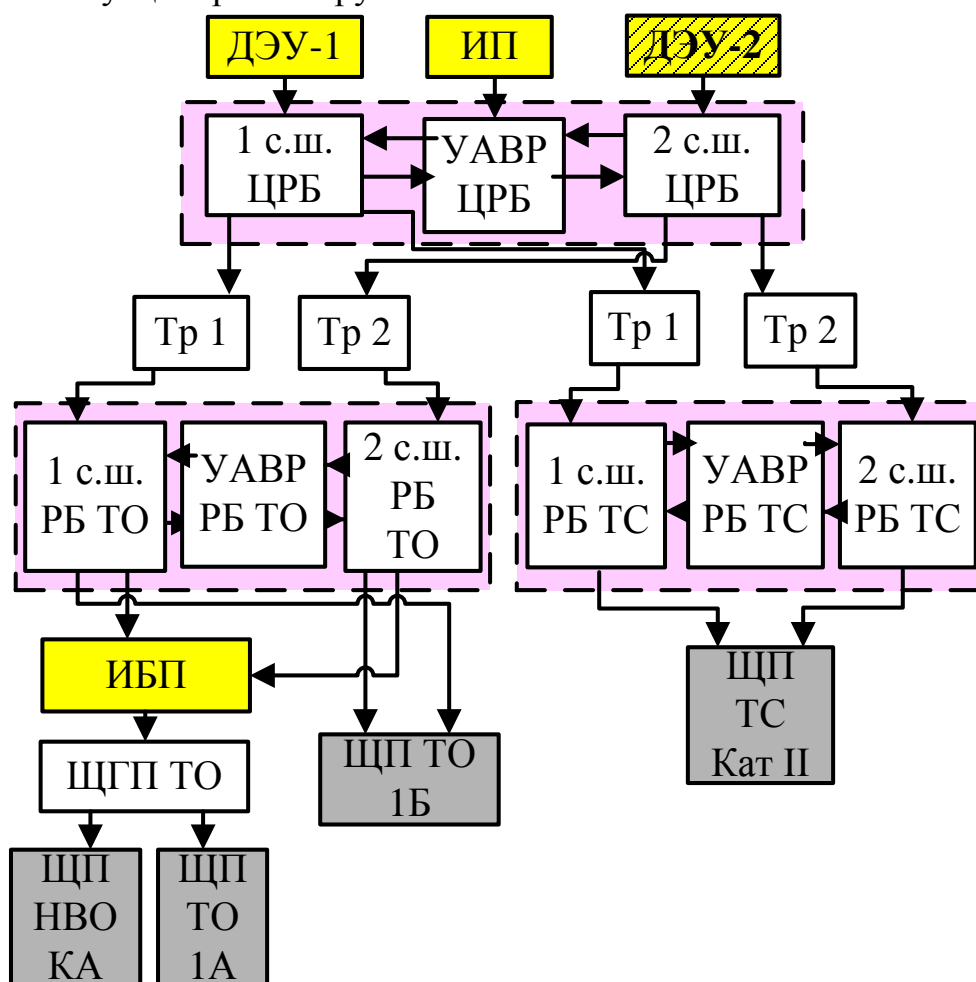 ДЭУ-1
ИП
ДЭУ-2
1 с.ш.
ЦРБ
УАВР
ЦРБ
2 с.ш.
ЦРБ
Тр 1
Тр 2
Тр 1
Тр 2
1 с.ш.
РБ ТО
УАВР
РБ ТО
2 с.ш.
РБ
ТО
1 с.ш.
РБ ТС
УАВР
РБ ТС
2 с.ш.
РБ ТС
ИБП
ЩП
ТС
Кат II
ЩГП ТО
ЩП ТО
1Б
ЩП
НВО
КА
ЩП
ТО
1А